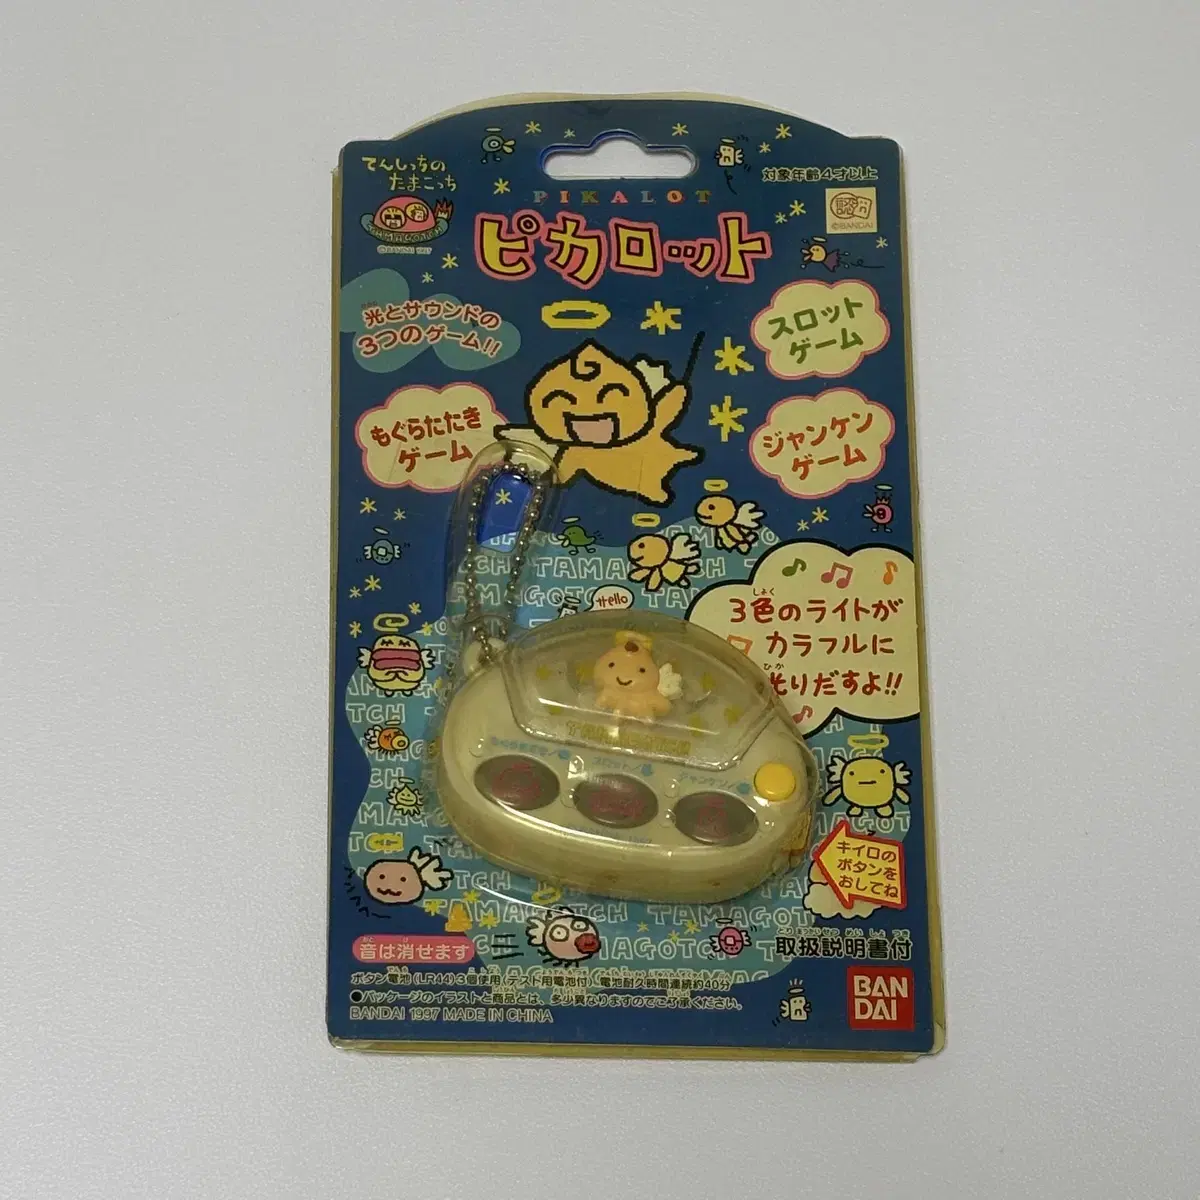 てんしっちの
たまごっち
©BANDAI 1997
PIKALOT
ピカロット
対象年齢4才以上
©BANDAI
光とサウンドの
3つのゲーム!!
スロット
ゲーム
もぐらたたき
ゲーム
ジャンケン
ゲーム
TAMAGOTCH
Hello
3色のライトが
カラフルに
光りだすよ!!
キイロの
ボタンを
おしてね
音は消せます
取扱説明書付
ボタン電池(LR44)3個使用(テスト用電池付)電池耐久時間連続約40分
●パッケージのイラストと商品とは、多少異なりますのでご了承ください。
BANDAI 1997 MADE IN CHINA
BAN
DAI